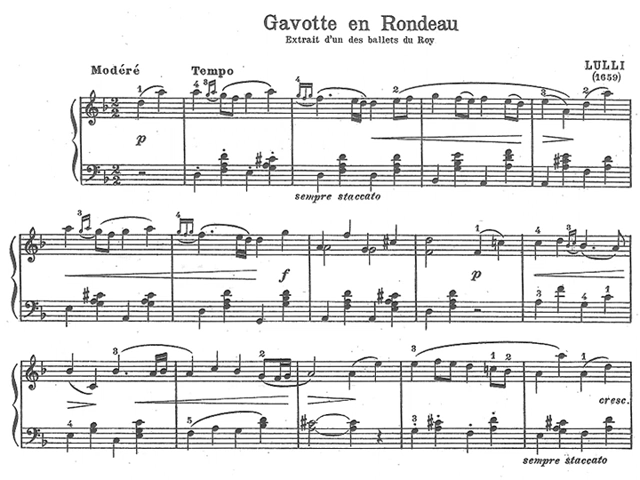 Gavotte en Rondeau
Extrait d'un des ballets du Roy
LULLI
(1659)
Modéré Tempo
p
sempre staccato
f
p
cresc.
sempre staccato